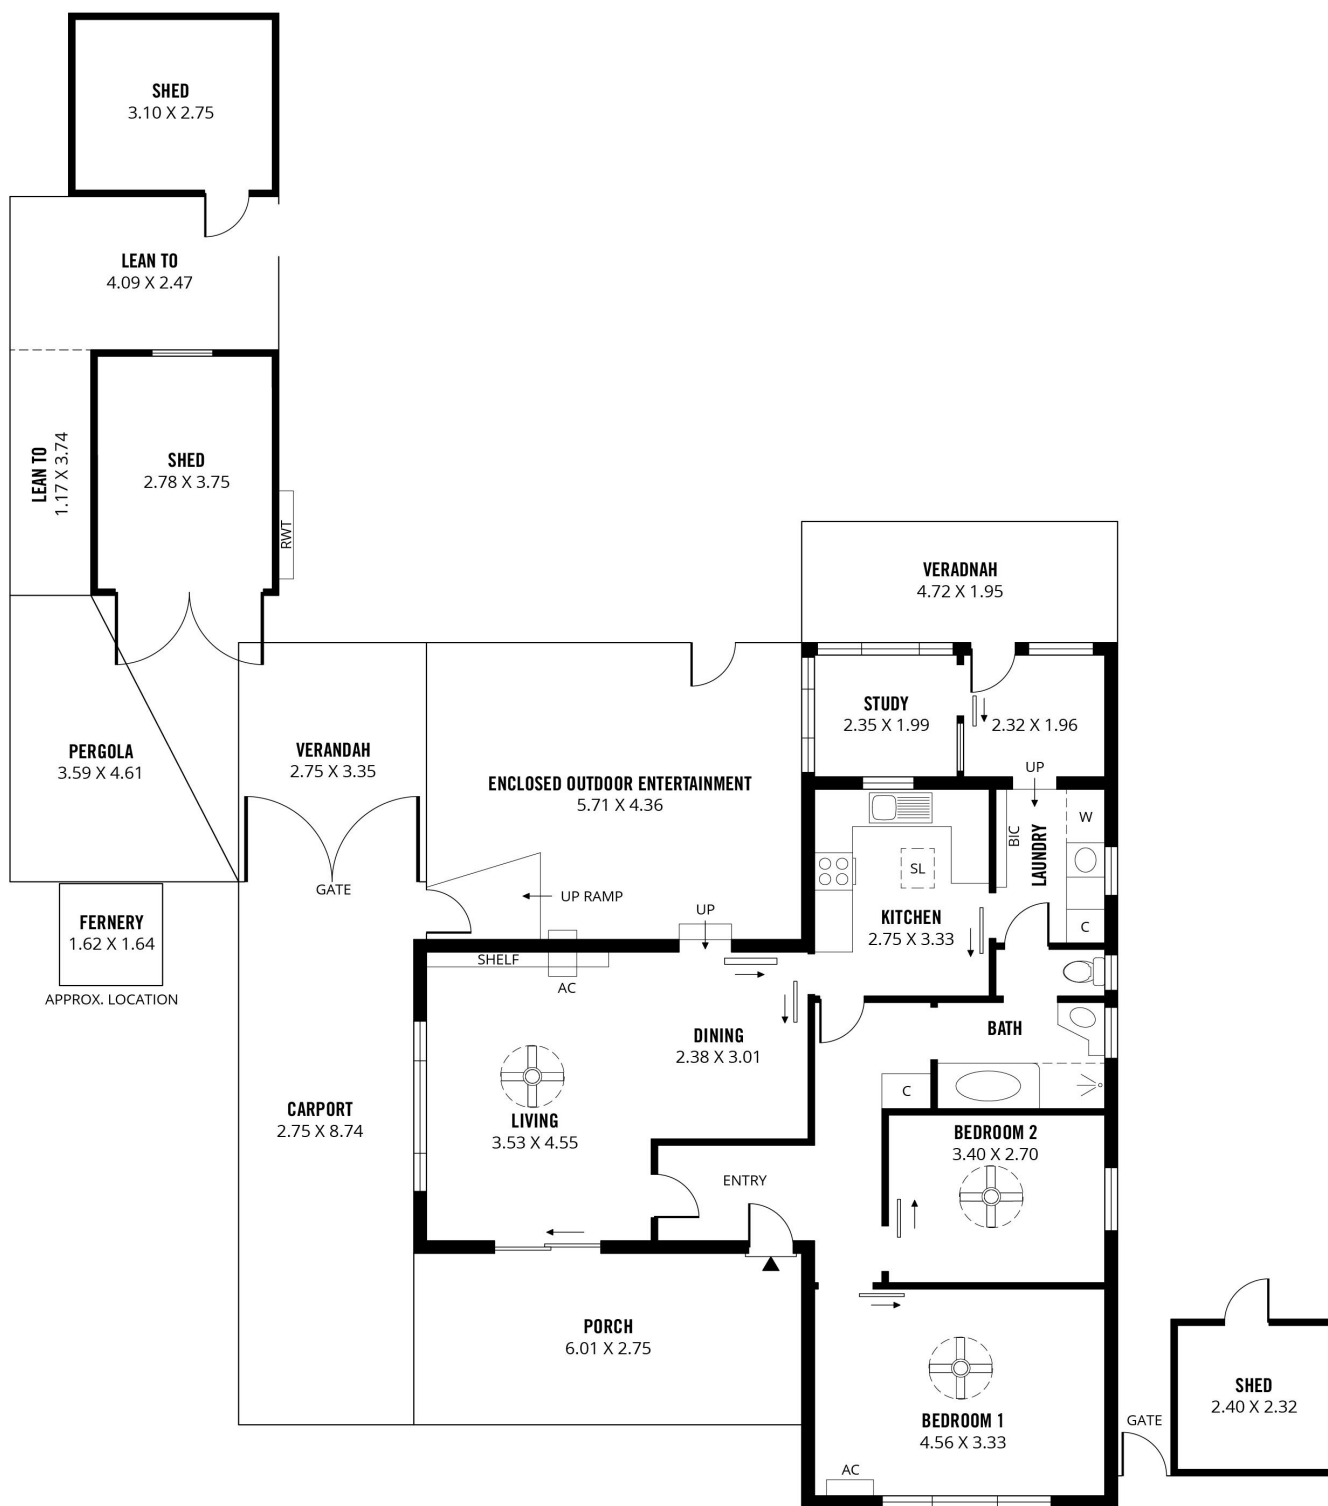 SHED
3.10 X 2.75
LEAN TO
4.09 X 2.47
LEAN TO
1.17 X 3.74
SHED
2.78 X 3.75
RWT
VERADNAH
4.72 X 1.95
STUDY
2.35 X 1.99
2.32 X 1.96
PERGOLA
3.59 X 4.61
VERANDAH
2.75 X 3.35
ENCLOSED OUTDOOR ENTERTAINMENT
5.71 X 4.36
UP
W
BIC
LAUNDRY
SL
GATE
UP RAMP
UP
FERNERY
1.62 X 1.64
APPROX. LOCATION
KITCHEN
2.75 X 3.33
C
SHELF
AC
DINING
2.38 X 3.01
BATH
C
CARPORT
2.75 X 8.74
LIVING
3.53 X 4.55
BEDROOM 2
3.40 X 2.70
ENTRY
PORCH
6.01 X 2.75
BEDROOM 1
4.56 X 3.33
AC
GATE
SHED
2.40 X 2.32